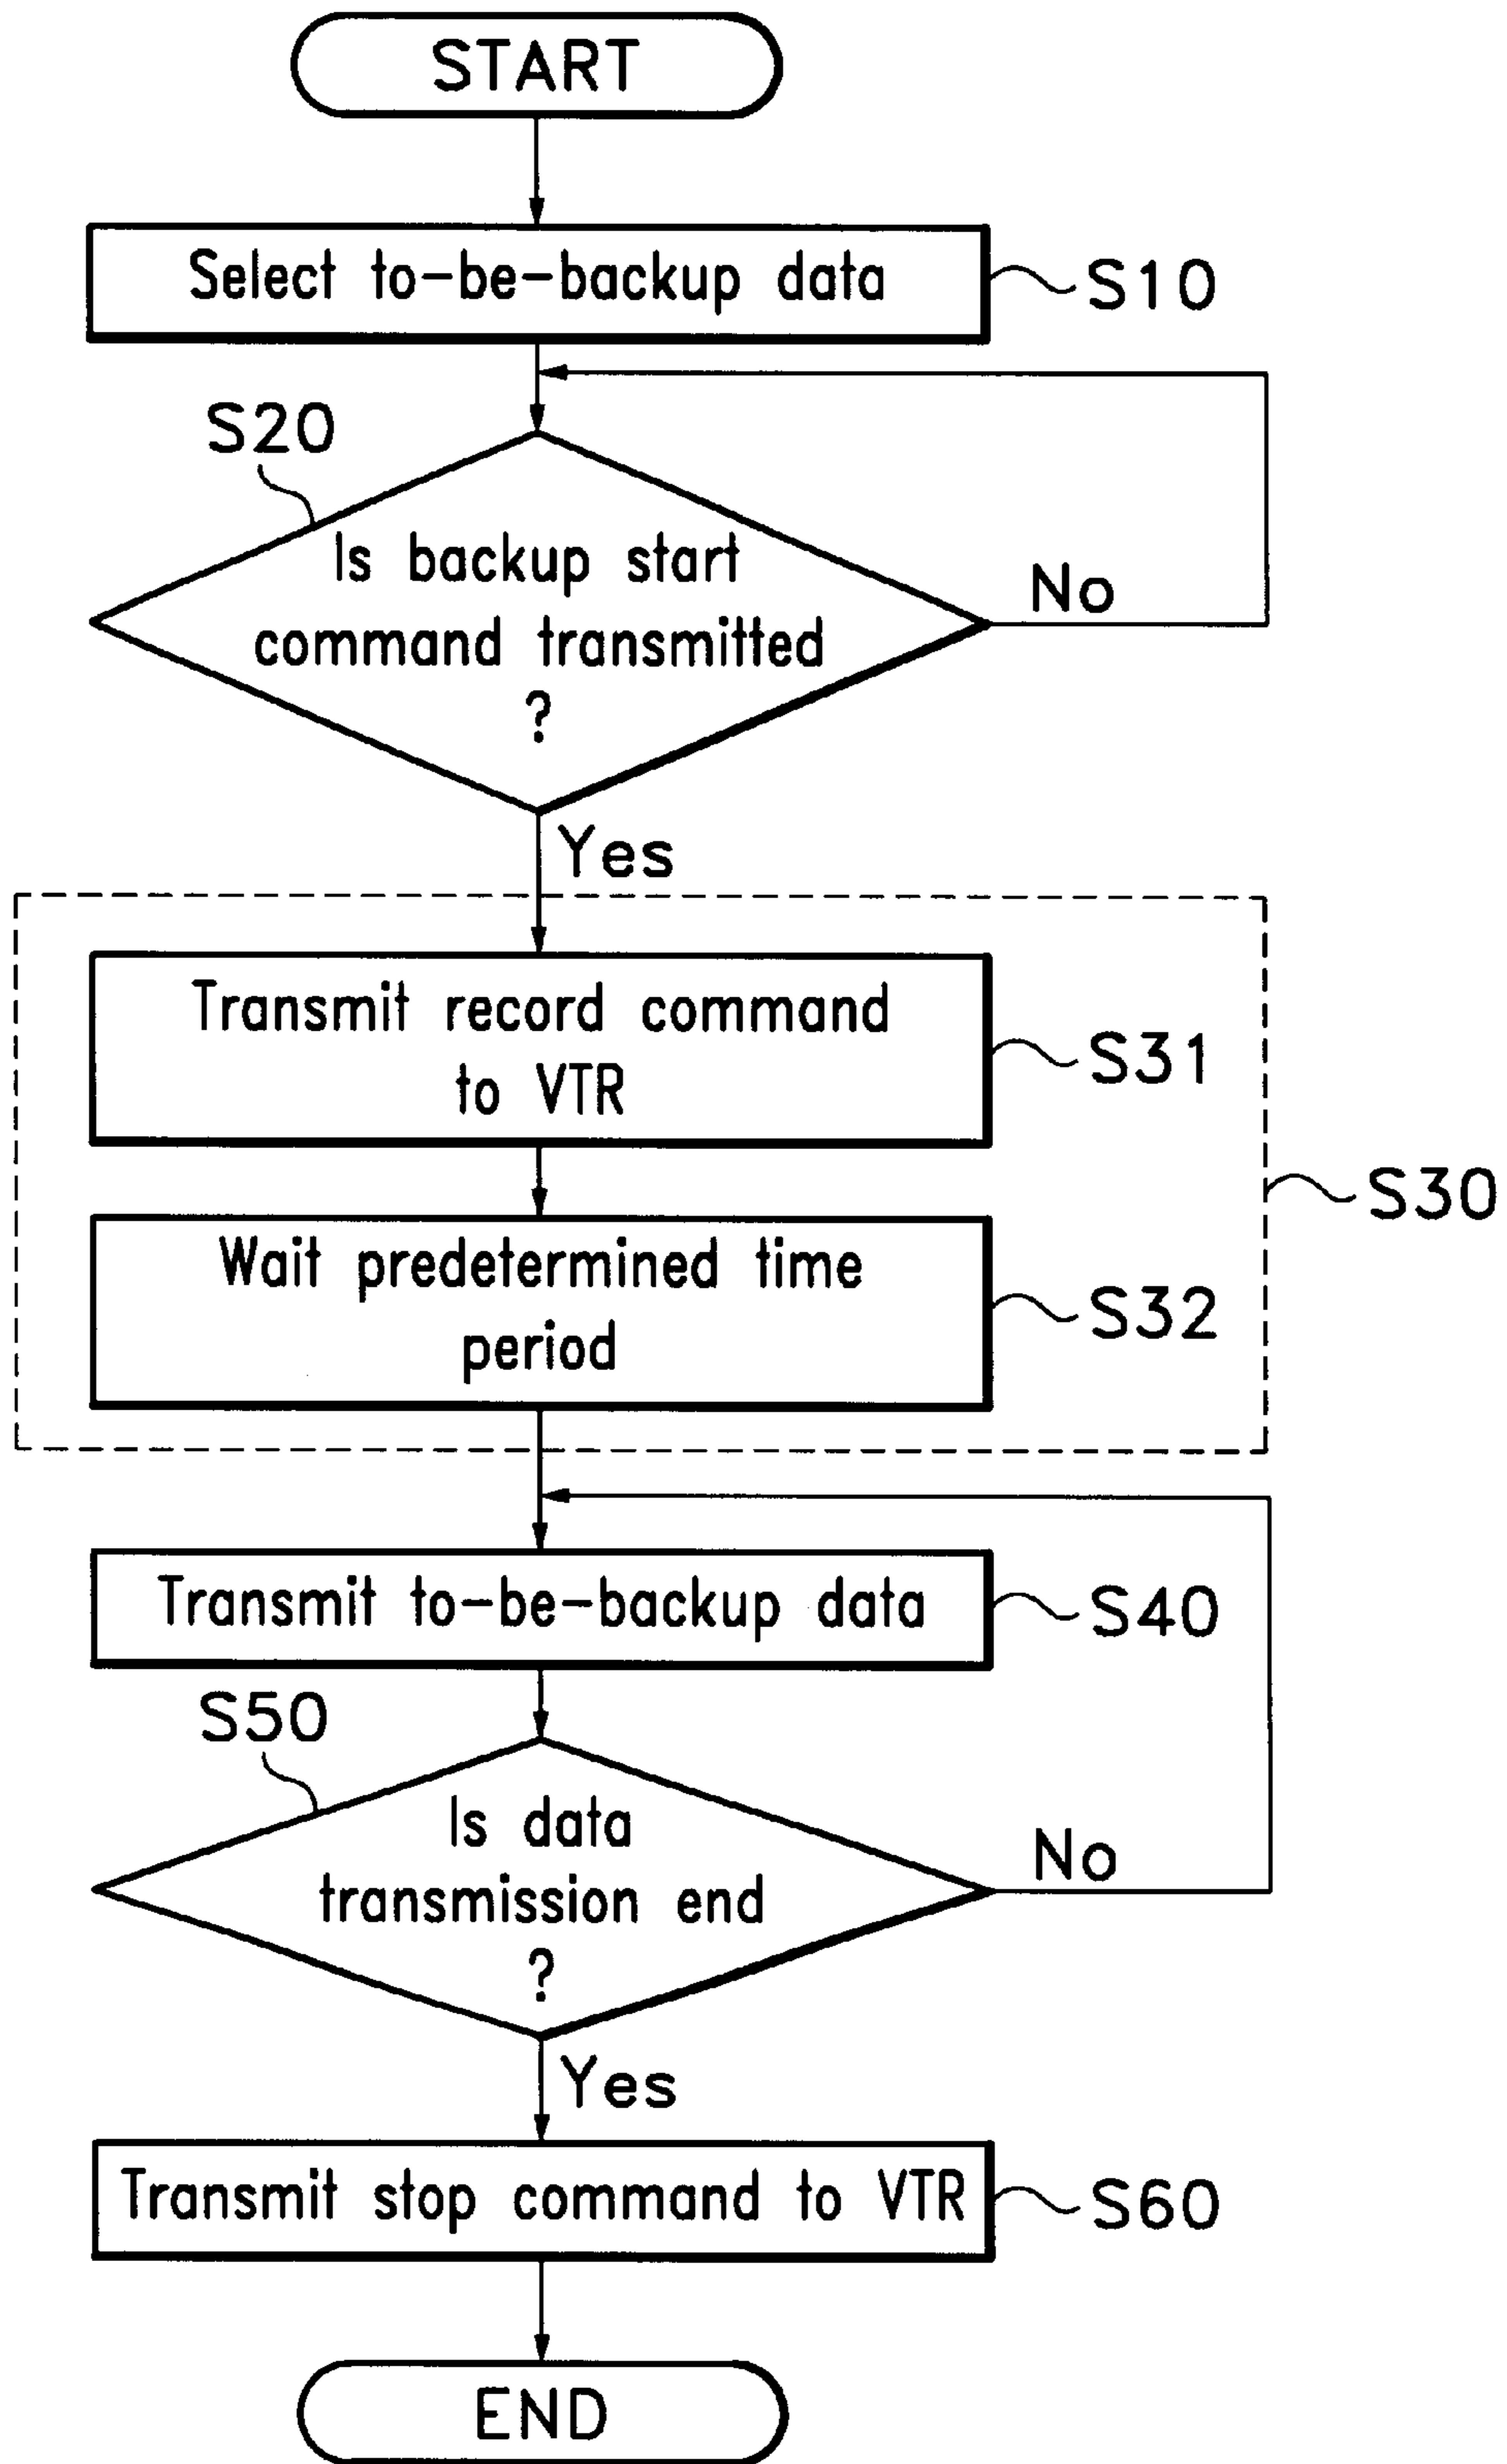 START
Select to-be-backup data
S10
S20
Is backup start
command transmitted
?
No
Yes
Transmit record command
to VTR
S31
S30
Wait predetermined time
period
S32
Transmit to-be-backup data
S40
S50
Is data
transmission end
?
No
Yes
Transmit stop command to VTR
S60
END